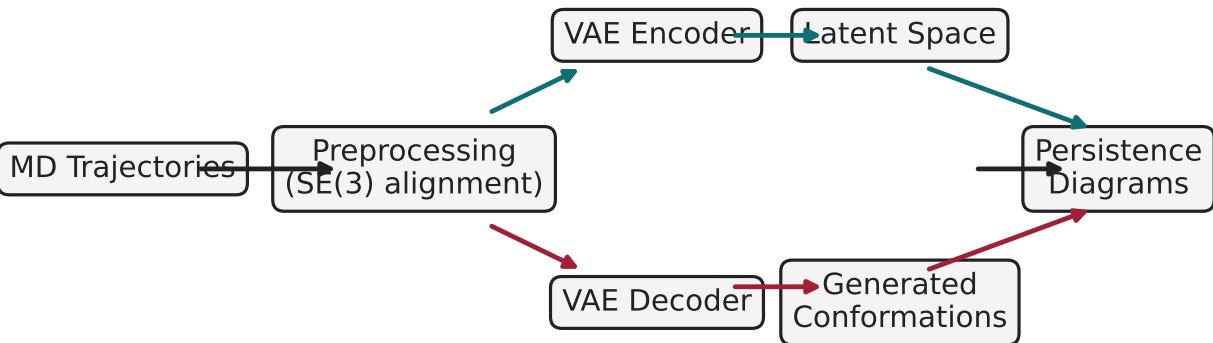 VAE Encoder
Latent Space
MD Trajectories
Preprocessing
(SE(3) alignment)
Persistence
Diagrams
VAE Decoder
Generated
Conformations